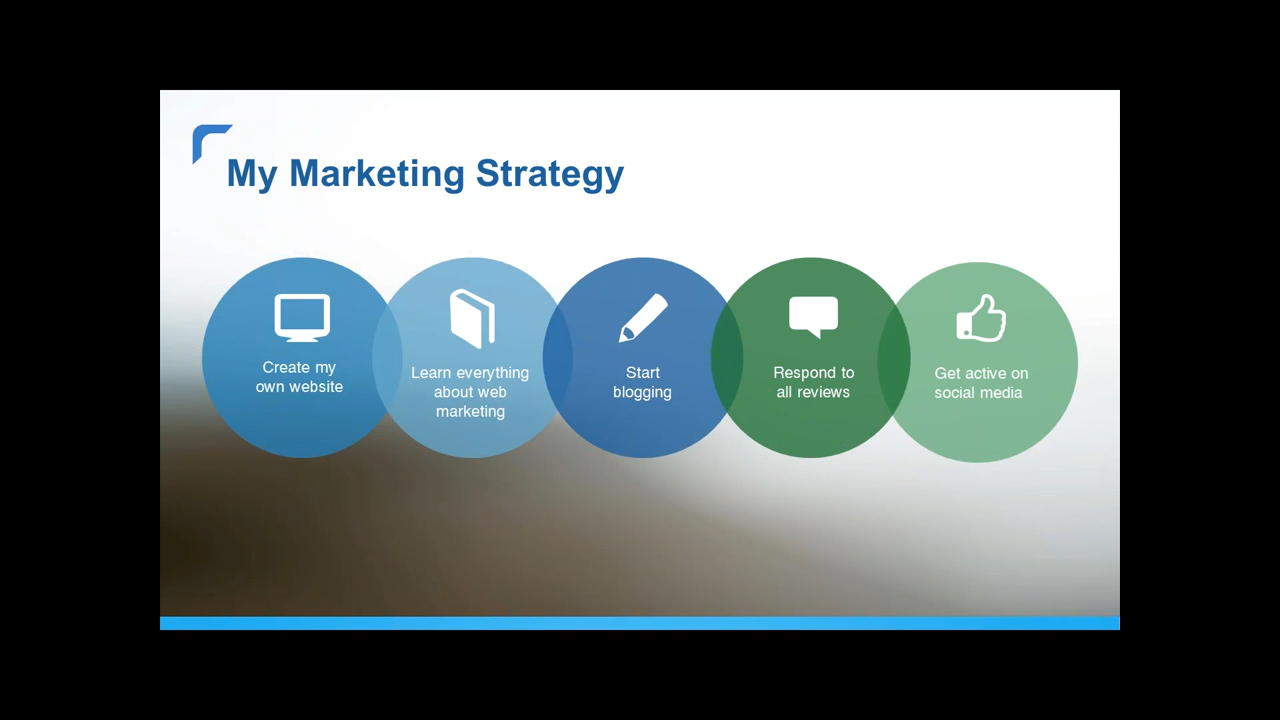 My Marketing Strategy
Create my
own website
Learn everything
about web
marketing
Start
blogging
Respond to
all reviews
Get active on
social media